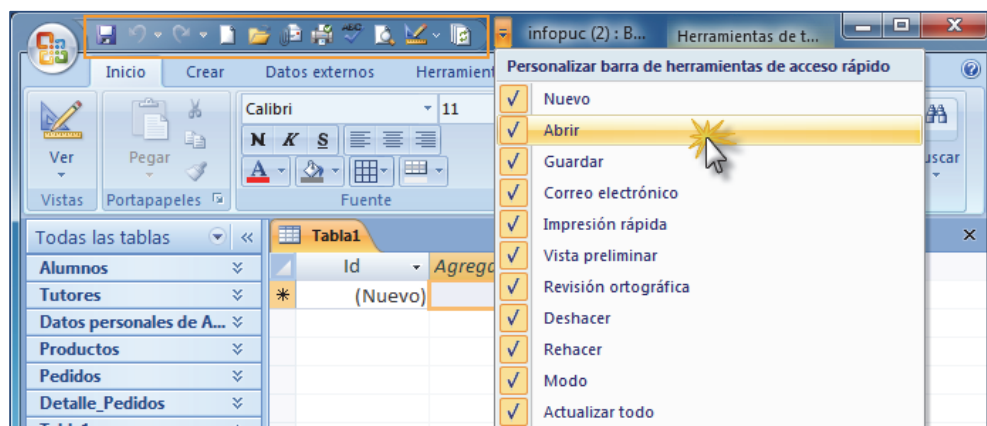 infopuc (2) : B...
Herramientas de t...
Inicio
Crear
Datos externos
Herramient
Personalizar barra de herramientas de acceso rápido
Ver
Pegar
Calibri
11
N K S
A
uscar
Vistas
Portapapeles
Fuente
Nuevo
Abrir
Guardar
Correo electrónico
Impresión rápida
Vista preliminar
Revisión ortográfica
Deshacer
Rehacer
Modo
Actualizar todo
Todas las tablas
Alumnos
Tutores
Datos personales de A...
Productos
Pedidos
Detalle_Pedidos
Tabla1
Id
Agrega
(Nuevo)